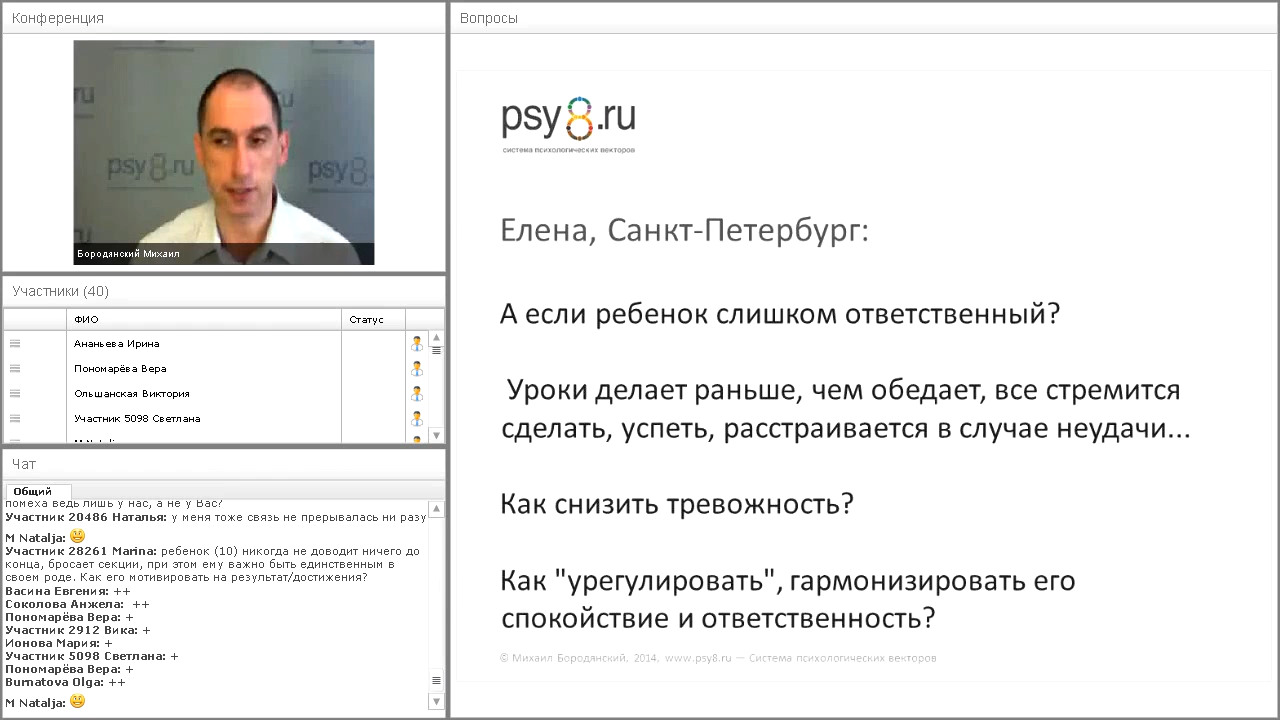 Конференция
psy8.ru
psy8.ru
Бородянский Михаил
Участники (40)
ФИО
Статус
Ананьева Ирина
Пономарёва Вера
Ольшанская Виктория
Участник 5098 Светлана
M Natali
Чат
Общий
помеха ведь лишь у нас, а не у Вас?
Участник 20486 Наталья: у меня тоже связь не прерывалась ни разу
M Natalja:
Участник 28261 Marina: ребенок (10) никогда не доводит ничего до
конца, бросает секции, при этом ему важно быть единственным в
своем роде. Как его мотивировать на результат/достижения?
Васина Евгения: ++
Соколова Анжела: ++
Пономарёва Вера: +
Участник 2912 Вика: +
Ионова Мария: +
Участник 5098 Светлана: +
Пономарёва Вера: +
Burnatova Olga: ++
M Natalja:
Вопросы
psy8.ru
система психологических векторов
Елена, Санкт-Петербург:
А если ребенок слишком ответственный?
Уроки делает раньше, чем обедает, все стремится
сделать, успеть, расстраивается в случае неудачи...
Как снизить тревожность?
Как "урегулировать", гармонизировать его
спокойствие и ответственность?
© Михаил Бородянский, 2014, www.psy8.ru — Система психологических векторов